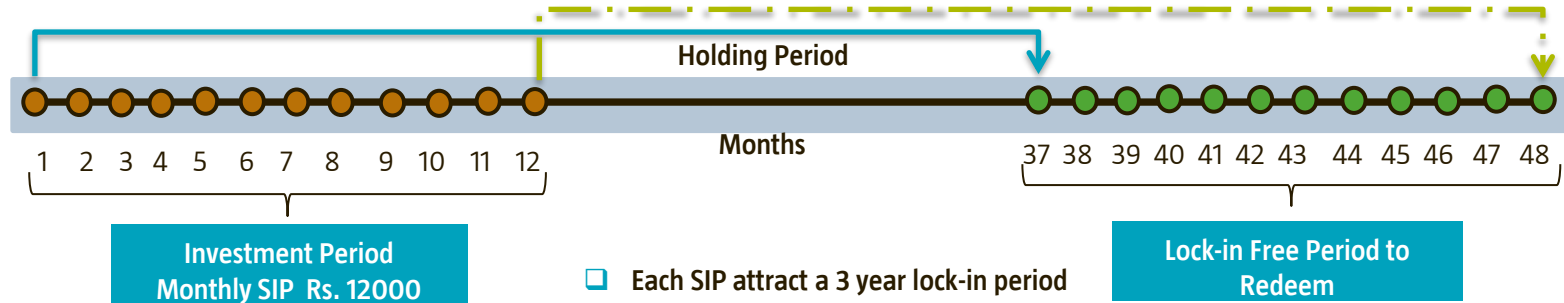 Holding Period
Months
1 2 3 4 5 6 7 8 9 10 11 12
37 38 39 40 41 42 43 44 45 46 47 48
Investment Period
Monthly SIP Rs. 12000
Each SIP attract a 3 year lock-in period
Lock-in Free Period to
Redeem